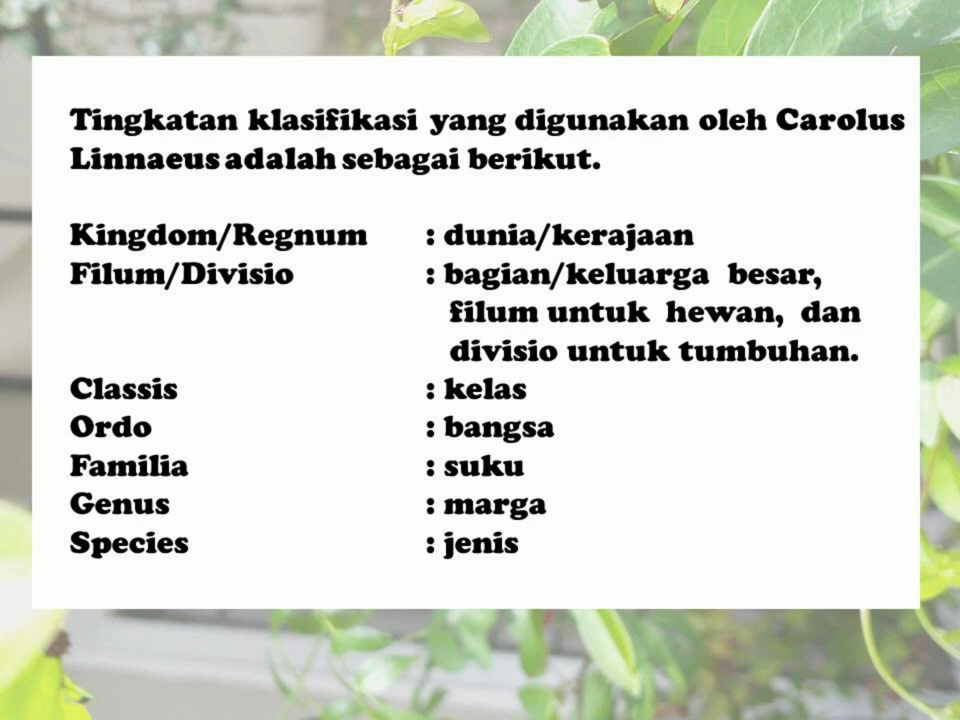 Tingkatan klasifikasi yang digunakan oleh Carolus
Linnaeus adalah sebagai berikut.
Kingdom/Regnum : dunia/kerajaan
Filum/Divisio : bagian/keluarga besar,
filum untuk hewan, dan
divisio untuk tumbuhan.
Classis : kelas
Ordo : bangsa
Familia : suku
Genus : marga
Species : jenis